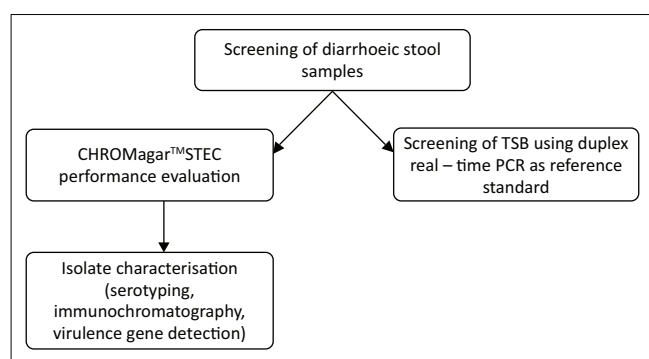 Screening of diarrhoeic stool
samples
CHROMagar™STEC
performance evaluation
Screening of TSB using duplex
real – time PCR as reference
standard
Isolate characterisation
(serotyping,
immunochromatography,
virulence gene detection)